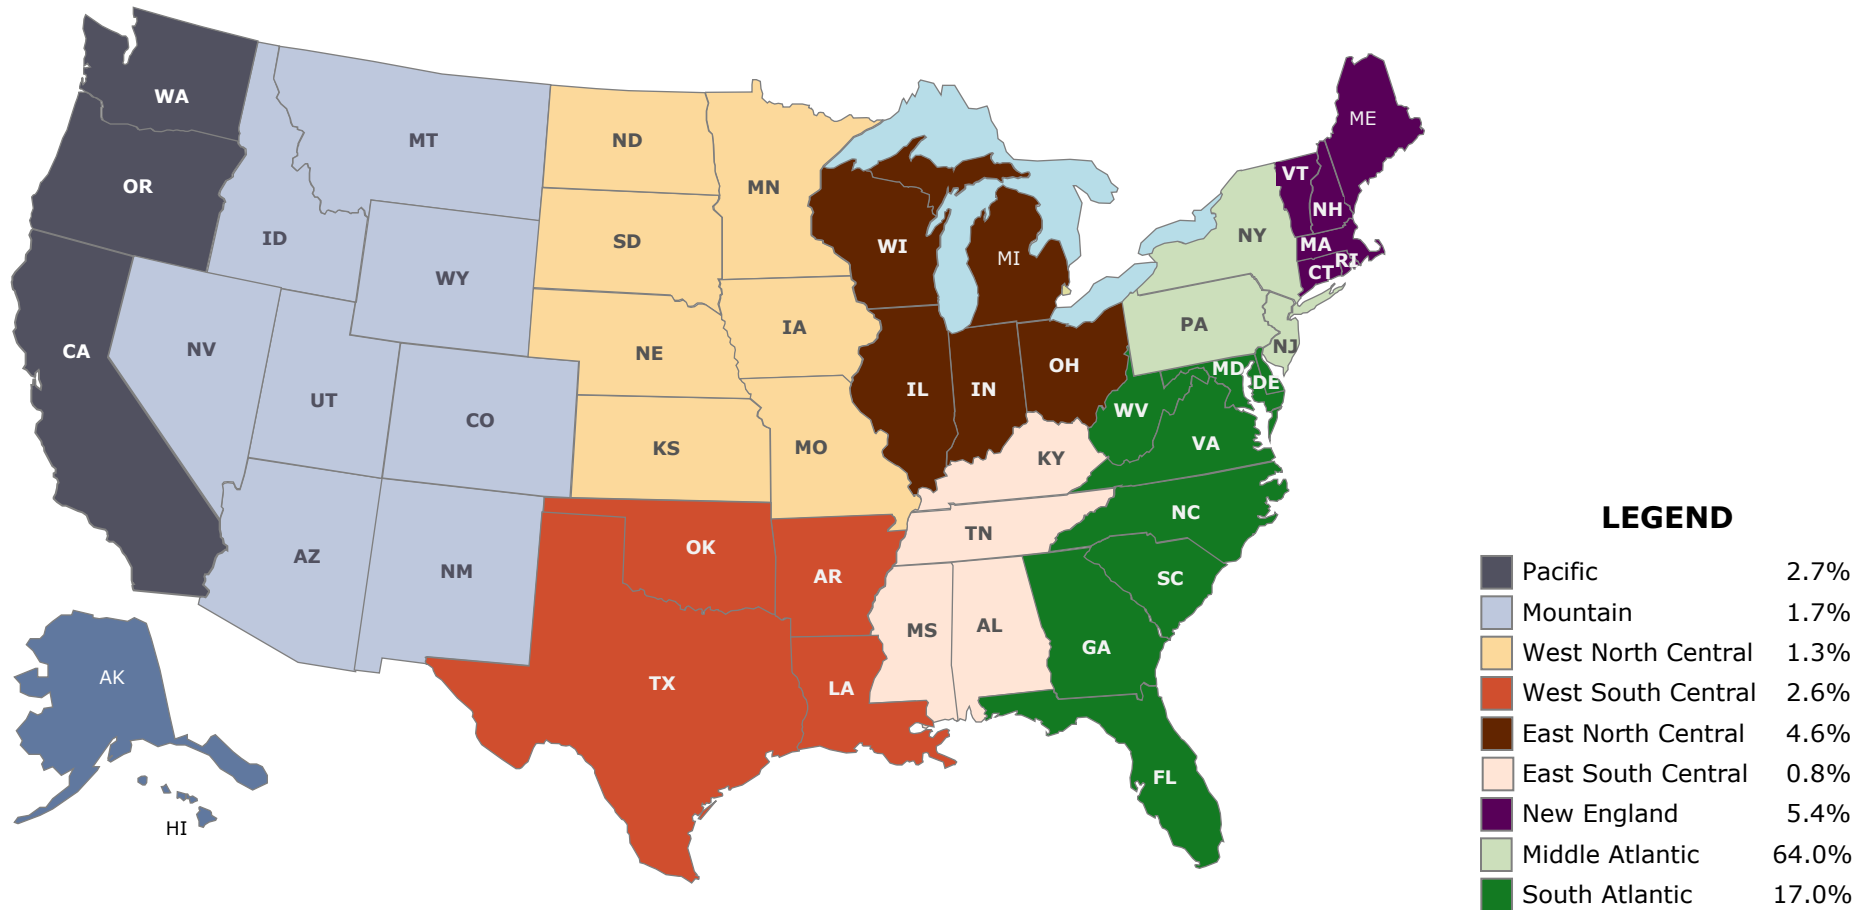 WA
OR
CA
MT
ID
WY
NV
UT
CO
AZ
NM
ND
SD
NE
KS
MN
IA
MO
OK
AR
TX
LA
WI
MI
IL
IN
OH
KY
TN
MS
AL
ME
VT
NH
MA
RI
CT
NY
PA
NJ
MD
DE
WV
VA
NC
SC
GA
FL
AK
HI
LEGEND
Pacific 2.7%
Mountain 1.7%
West North Central 1.3%
West South Central 2.6%
East North Central 4.6%
East South Central 0.8%
New England 5.4%
Middle Atlantic 64.0%
South Atlantic 17.0%